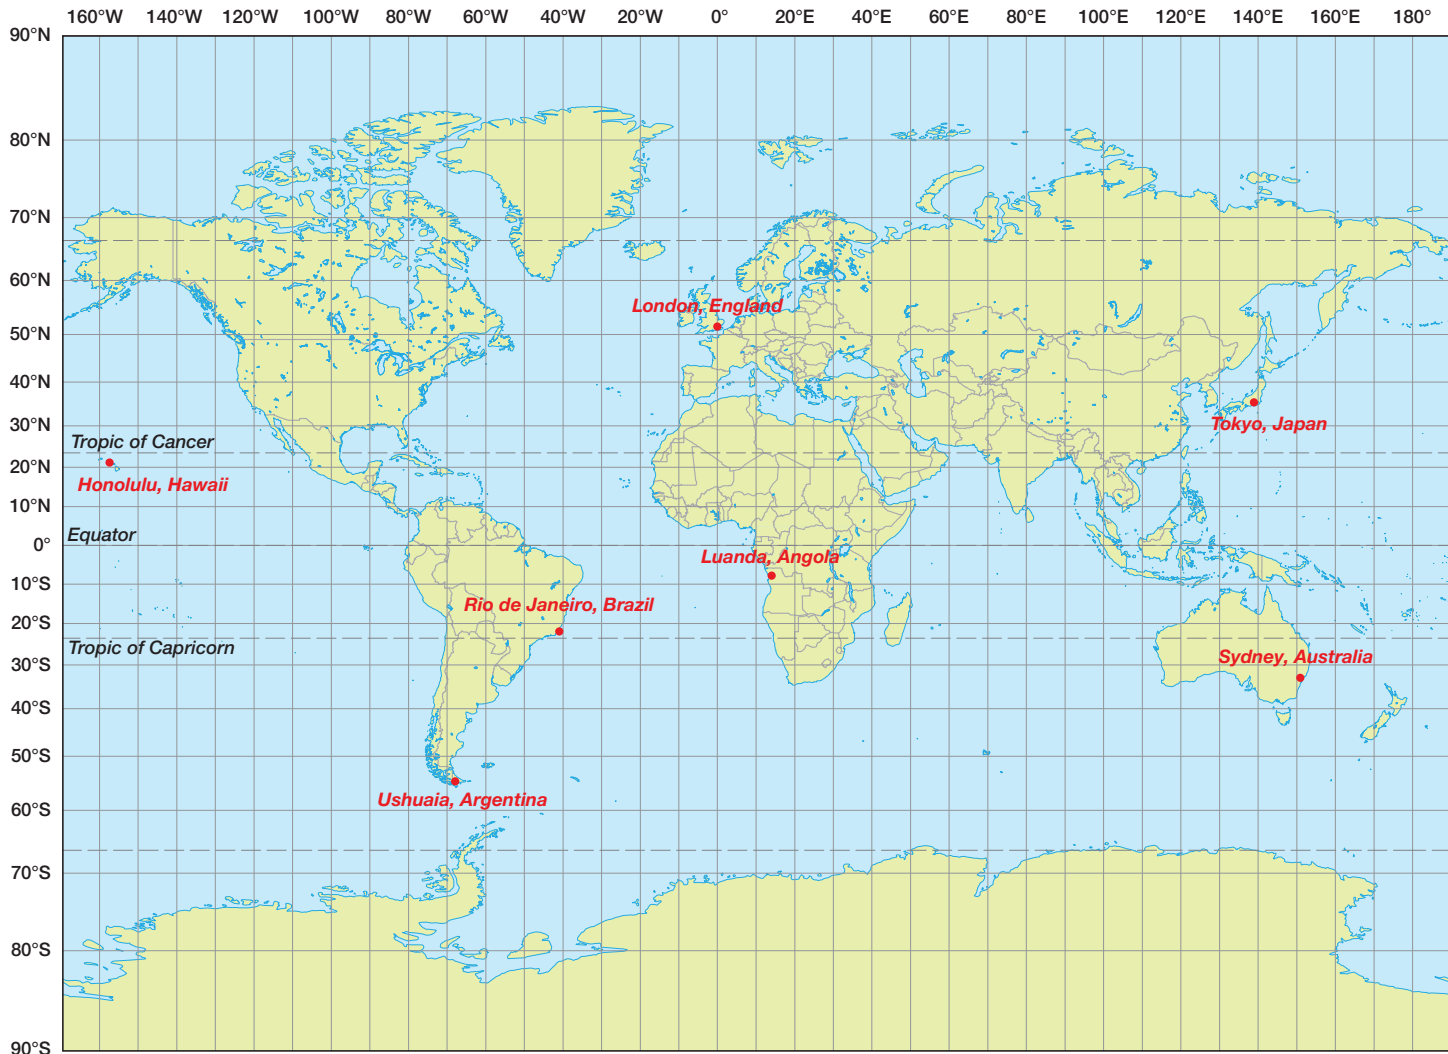 160°W 140°W 120°W 100°W 80°W 60°W 40°W 20°W 0° 20°E 40°E 60°E 80°E 100°E 120°E 140°E 160°E 180°
90°N
80°N
70°N
60°N
London, England
50°N
40°N
Tokyo, Japan
30°N
Tropic of Cancer
20°N
Honolulu, Hawaii
10°N
Equator
0°
Luanda, Angola
10°S
Rio de Janeiro, Brazil
20°S
Tropic of Capricorn
Sydney, Australia
30°S
40°S
50°S
Ushuaia, Argentina
60°S
70°S
80°S
90°S